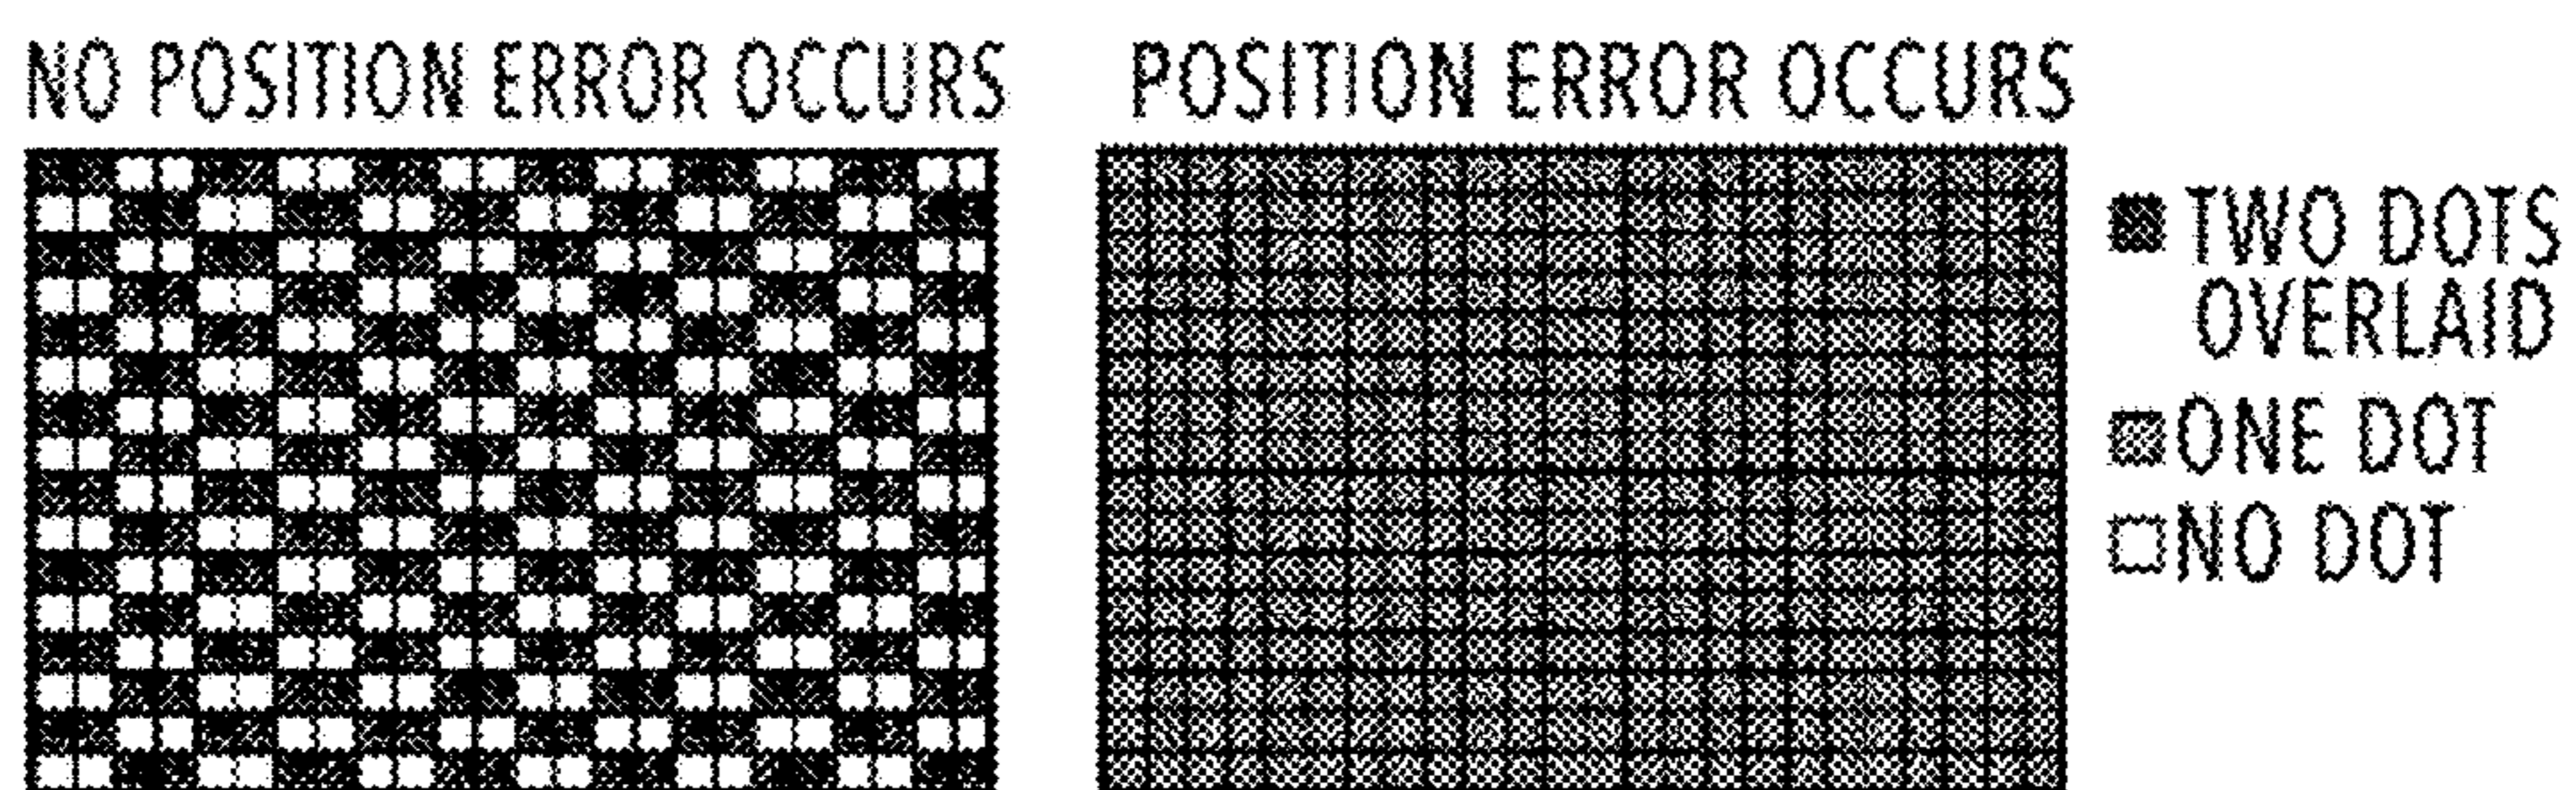 NO POSITION ERROR OCCURS
POSITION ERROR OCCURS
TWO DOTS
OVERLAID
ONE DOT
NO DOT